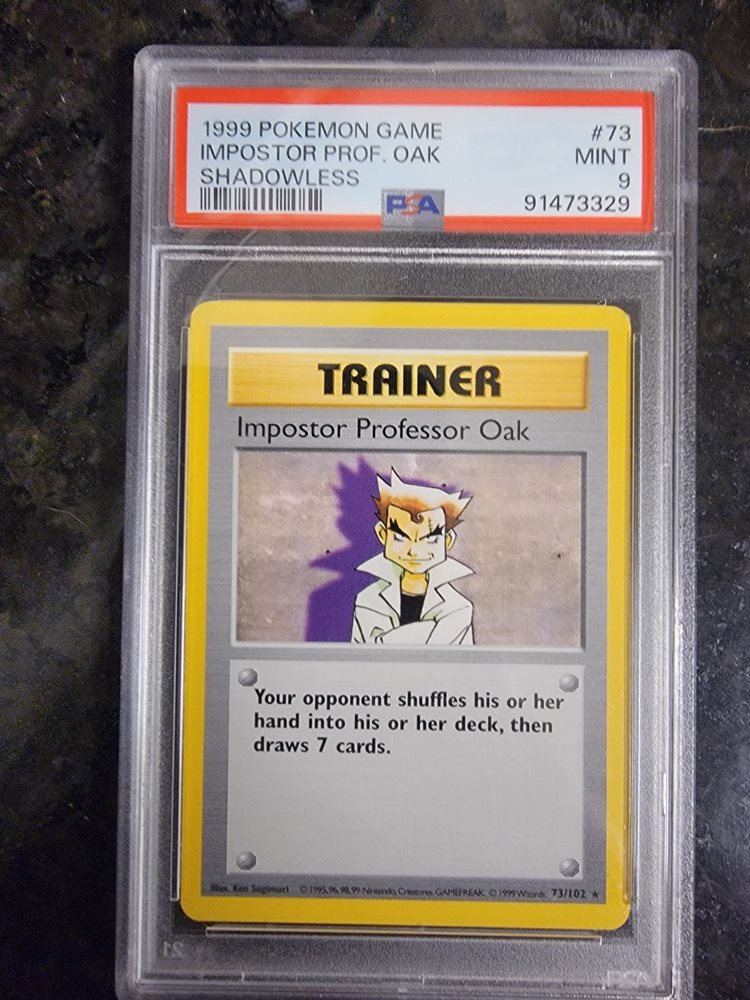 1999 POKEMON GAME #73
IMPOSTOR PROF. OAK MINT
SHADOWLESS 9
PSA 91473329
TRAINER
Impostor Professor Oak
Your opponent shuffles his or her
hand into his or her deck, then
draws 7 cards.
Illus. Ken Sugimori © 1995, 96, 98, 99 Nintendo, Creatures, GAMEFREAK. © 1999 Wizards. 73/102 ★
PSA